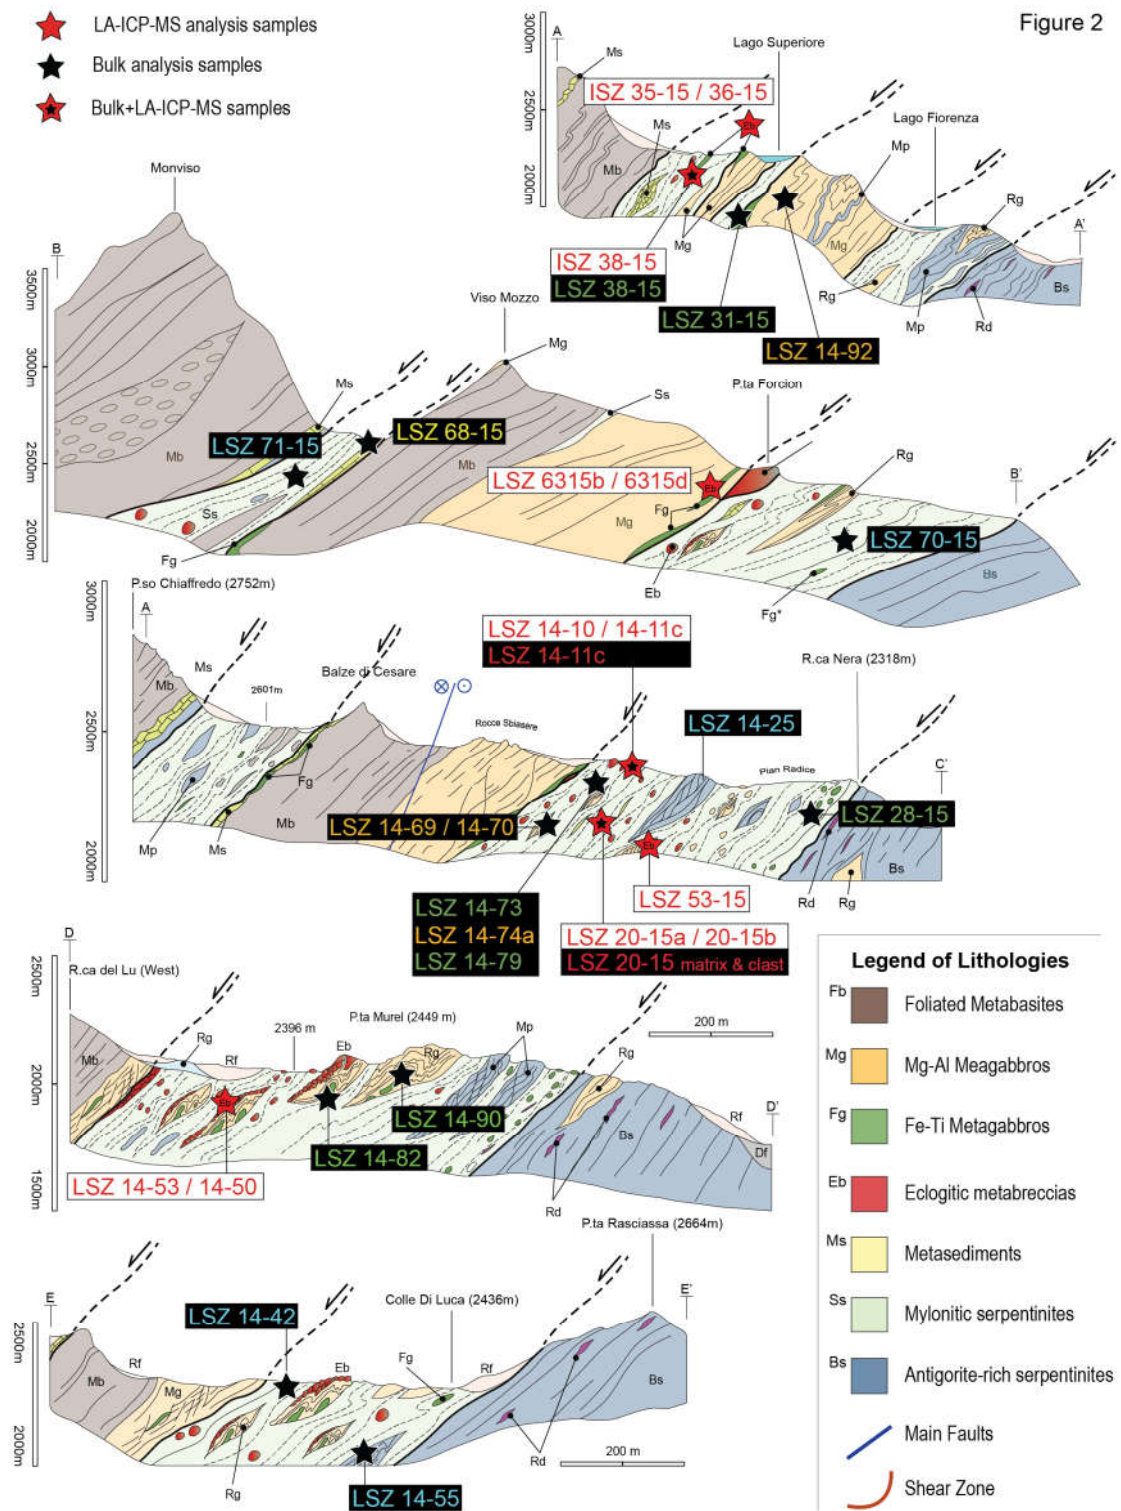 Figure 2
LA-ICP-MS analysis samples
Bulk analysis samples
Bulk+LA-ICP-MS samples
3000m
2500m
2000m
A
Ms
Lago Superiore
ISZ 35-15 / 36-15
Ms
Eb
Lago Fiorenza
Mp
Mb
Rg
A'
Mg
Mg
ISZ 38-15
LSZ 38-15
LSZ 31-15
LSZ 14-92
Rg
Mp
Rd
Bs
Monviso
B
3500m
3000m
2500m
2000m
Viso Mozzo
Mg
Ms
Ss
P.ta Forcion
LSZ 71-15
LSZ 68-15
Mb
Mb
LSZ 6315b / 6315d
Eb
Rg
B'
Fg
Mg
Ss
LSZ 70-15
Fg
Eb
Fg*
Bs
P.so Chiaffredo (2752m)
3000m
2500m
2000m
A
LSZ 14-10 / 14-11c
LSZ 14-11c
Ms
Mb
2601m
Balze di Cesare
R.ca Nera (2318m)
Rocce Sbiasere
LSZ 14-25
Pian Radice
C'
Fg
Mb
LSZ 14-69 / 14-70
LSZ 28-15
Mp
Ms
Eb
Bs
LSZ 53-15
Rd
Rg
LSZ 14-73
LSZ 14-74a
LSZ 14-79
LSZ 20-15a / 20-15b
LSZ 20-15 matrix & clast
D
2500m
2000m
1500m
R.ca del Lu (West)
Rg
Rf
2396 m
P.ta Murel (2449 m)
Eb
Rg
Mp
200 m
Rg
Mb
Eb
LSZ 14-90
D'
Rf
Bs
Df
LSZ 14-82
LSZ 14-53 / 14-50
Rd
P.ta Rasciassa (2664m)
E
2500m
2000m
LSZ 14-42
Colle Di Luca (2436m)
E'
Rf
Eb
Fg
Rf
Mb
Mg
Bs
Rg
Rd
200 m
LSZ 14-55
Legend of Lithologies
Fb Foliated Metabasites
Mg Mg-Al Meagabbros
Fg Fe-Ti Metagabbros
Eb Eclogitic metabreccias
Ms Metasediments
Ss Mylonitic serpentinites
Bs Antigorite-rich serpentinites
Main Faults
Shear Zone